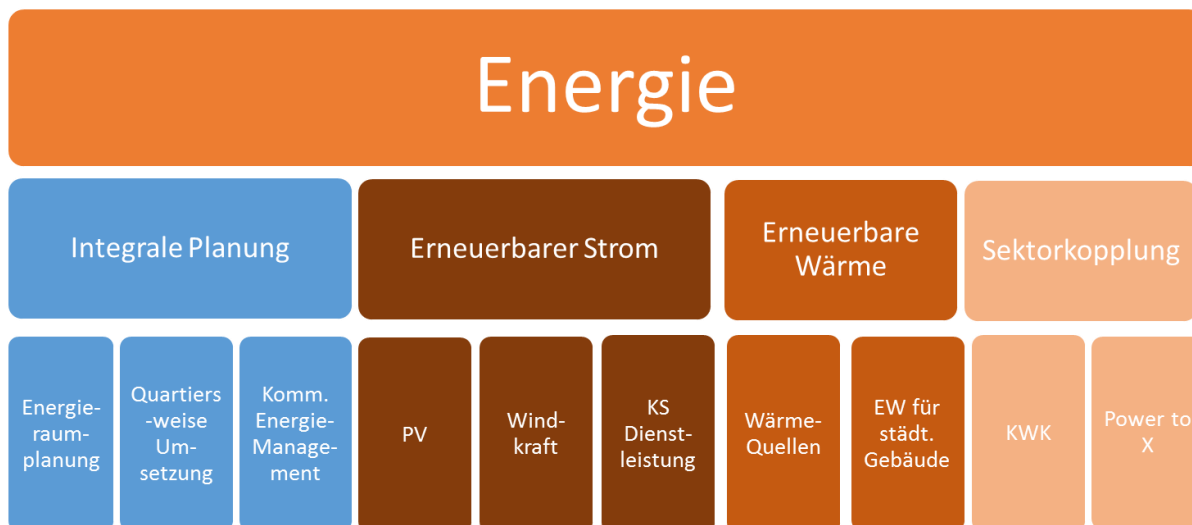 Energie
Integrale Planung
Erneuerbarer Strom
Erneuerbare
Wärme
Sektorkopplung
Energie-
raum-
planung
Quartiers
-weise
Um-
setzung
Komm.
Energie-
Manage-
ment
PV
Wind-
kraft
KS
Dienst-
leistung
Wärme-
Quellen
EW für
städt.
Gebäude
KWK
Power to
X